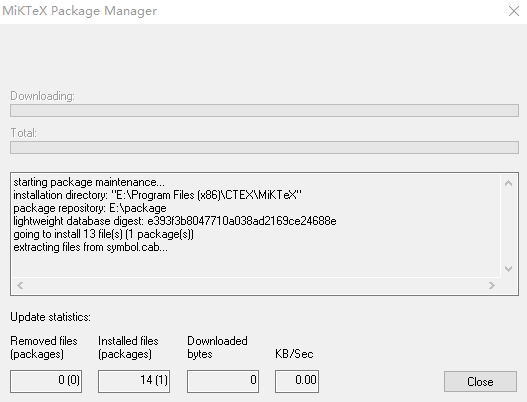 MiKTeX Package Manager
Downloading:
Total:
starting package maintenance...
installation directory: "E:\Program Files (x86)\CTEX\MiKTeX"
package repository: E:\package
lightweight database digest: e393f3b8047710a038ad2169ce24688e
going to install 13 file(s) (1 package(s))
extracting files from symbol.cab...
Update statistics:
Removed files (packages)
Installed files (packages)
Downloaded bytes
KB/Sec
0 (0)
14 (1)
0
0.00
Close